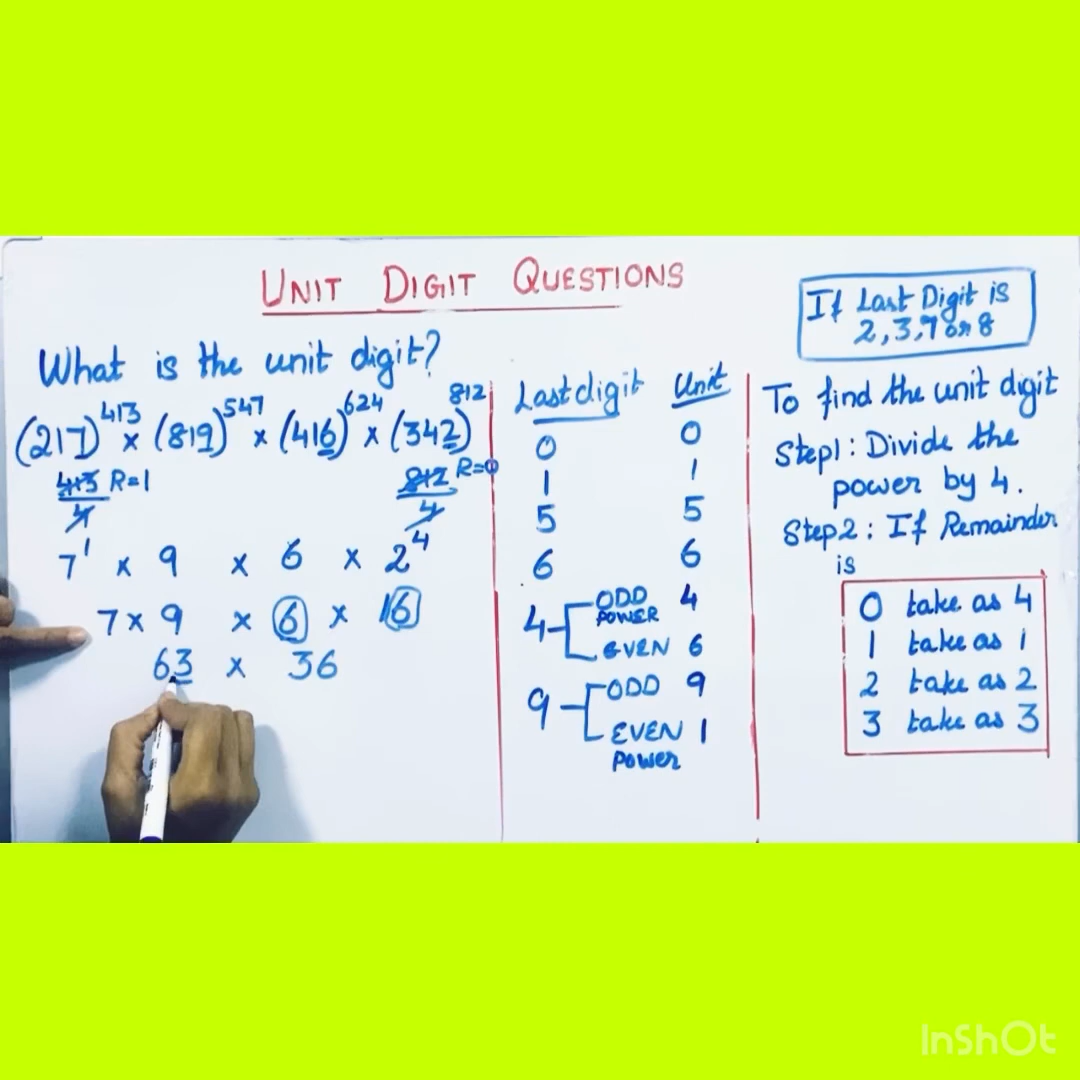 UNIT DIGIT QUESTIONS
What is the unit digit?
(217)^413 × (819)^547 × (416)^624 × (342)^812
413/4 R=1
812/4 R=0
7^1 × 9 × 6 × 2^4
7 × 9 × 6 × 16
63 × 36
Last digit Unit
0 0
1 1
5 5
6 6
4 ODD POWER 4
EVEN 6
9 ODD 9
EVEN 1
POWER
If Last Digit is
2, 3, 7 or 8
To find the unit digit
Step1: Divide the
power by 4.
Step2: If Remainder
is
0 take as 4
1 take as 1
2 take as 2
3 take as 3
InShOt